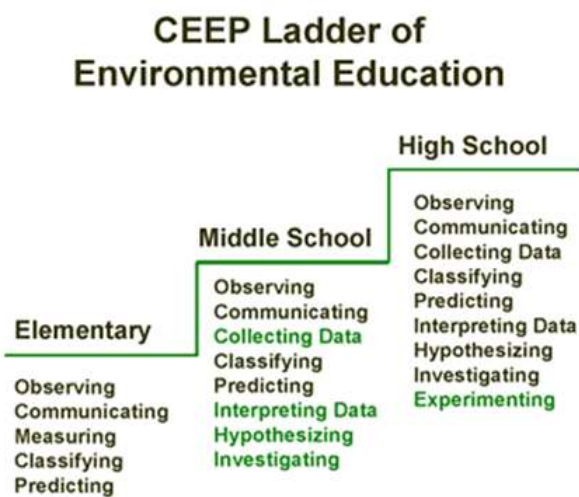 CEEP Ladder of
Environmental Education
Elementary
Observing
Communicating
Measuring
Classifying
Predicting
Middle School
Observing
Communicating
Collecting Data
Classifying
Predicting
Interpreting Data
Hypothesizing
Investigating
High School
Observing
Communicating
Collecting Data
Classifying
Predicting
Interpreting Data
Hypothesizing
Investigating
Experimenting